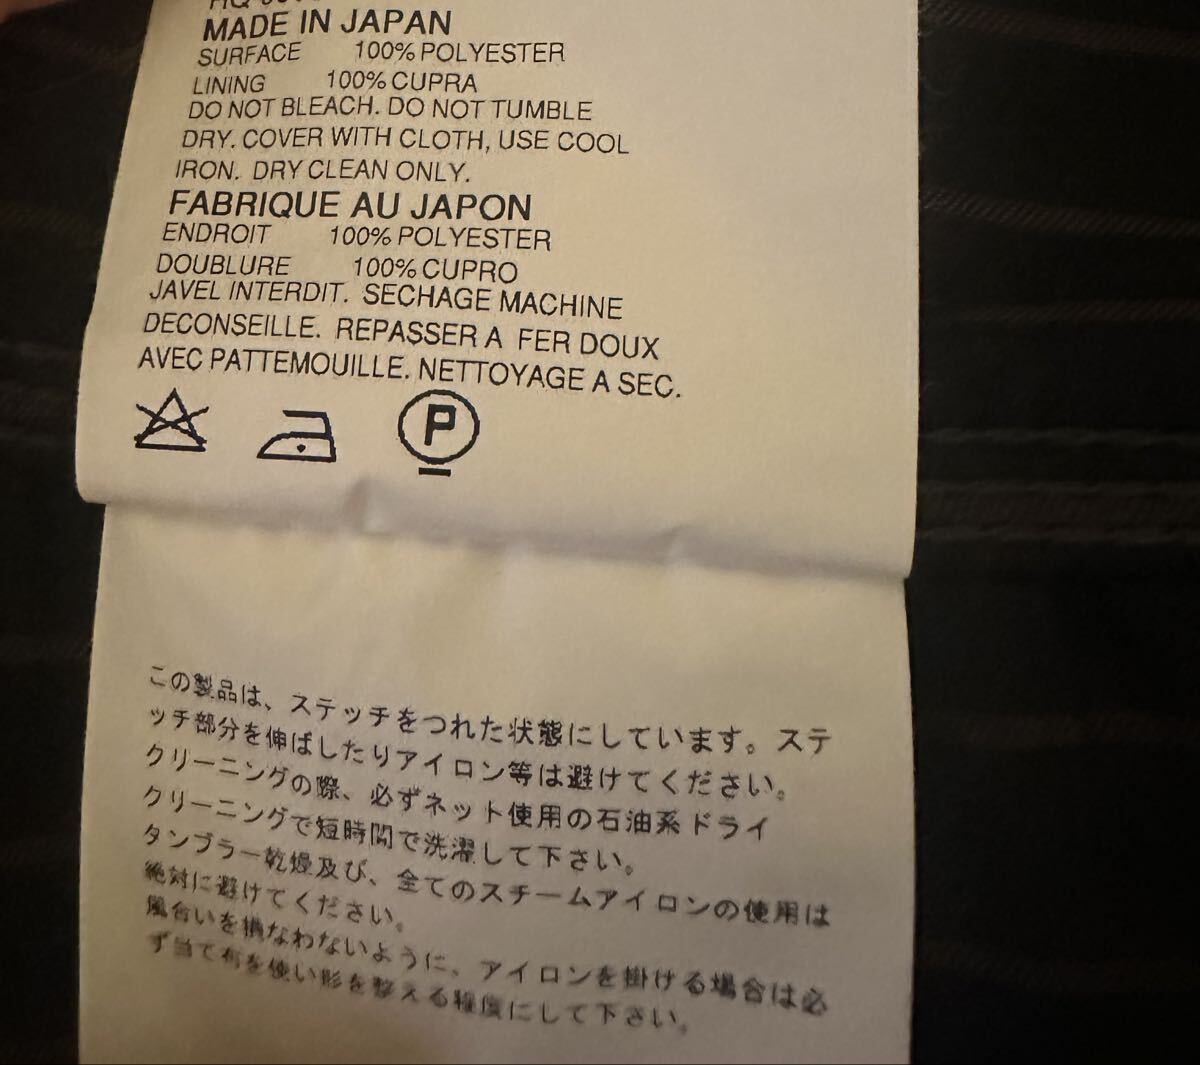 MADE IN JAPAN
SURFACE 100% POLYESTER
LINING 100% CUPRA
DO NOT BLEACH. DO NOT TUMBLE
DRY. COVER WITH CLOTH, USE COOL
IRON. DRY CLEAN ONLY.
FABRIQUE AU JAPON
ENDROIT 100% POLYESTER
DOUBLURE 100% CUPRO
JAVEL INTERDIT. SECHAGE MACHINE
DECONSEILLE. REPASSER A FER DOUX
AVEC PATTEMOUILLE. NETTOYAGE A SEC.
P
この製品は、ステッチをつれた状態にしています。ステ
ッチ部分を伸ばしたりアイロン等は避けてください。
クリーニングの際、必ずネット使用の石油系ドライ
クリーニングで短時間で洗濯して下さい。
タンブラー乾燥及び、全てのスチームアイロンの使用は
絶対に避けてください。
風合いを損なわないように、アイロンを掛ける場合は必
ず当て布を使い形を整える程度にして下さい。